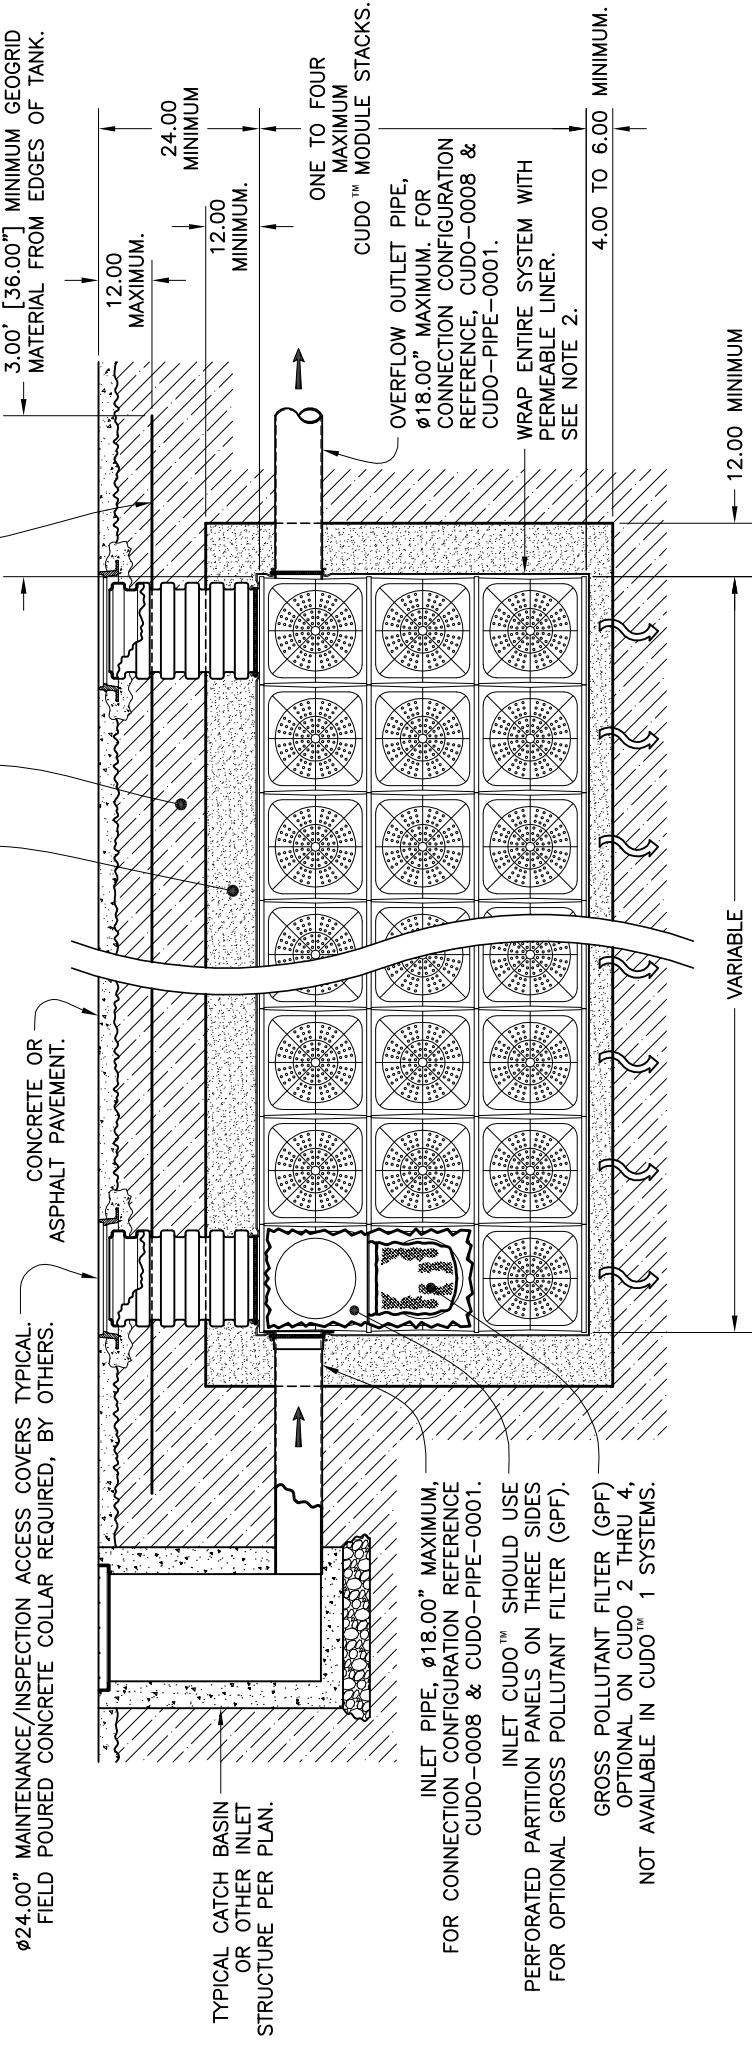 ø24.00" MAINTENANCE/INSPECTION ACCESS COVERS TYPICAL.
FIELD POURED CONCRETE COLLAR REQUIRED, BY OTHERS.
CONCRETE OR
ASPHALT PAVEMENT.
3.00' [36.00"] MINIMUM GEOGRID
MATERIAL FROM EDGES OF TANK.
12.00
MAXIMUM.
24.00
MINIMUM
12.00
MINIMUM.
ONE TO FOUR
MAXIMUM
CUDO™ MODULE STACKS.
OVERFLOW OUTLET PIPE,
ø18.00" MAXIMUM. FOR
CONNECTION CONFIGURATION
REFERENCE, CUDO-0008 &
CUDO-PIPE-0001.
WRAP ENTIRE SYSTEM WITH
PERMEABLE LINER.
SEE NOTE 2.
4.00 TO 6.00 MINIMUM.
12.00 MINIMUM
VARIABLE
TYPICAL CATCH BASIN
OR OTHER INLET
STRUCTURE PER PLAN.
INLET PIPE, ø18.00" MAXIMUM,
FOR CONNECTION CONFIGURATION REFERENCE
CUDO-0008 & CUDO-PIPE-0001.
INLET CUDO™ SHOULD USE
PERFORATED PARTITION PANELS ON THREE SIDES
FOR OPTIONAL GROSS POLLUTANT FILTER (GPF).
GROSS POLLUTANT FILTER (GPF)
OPTIONAL ON CUDO 2 THRU 4,
NOT AVAILABLE IN CUDO™ 1 SYSTEMS.